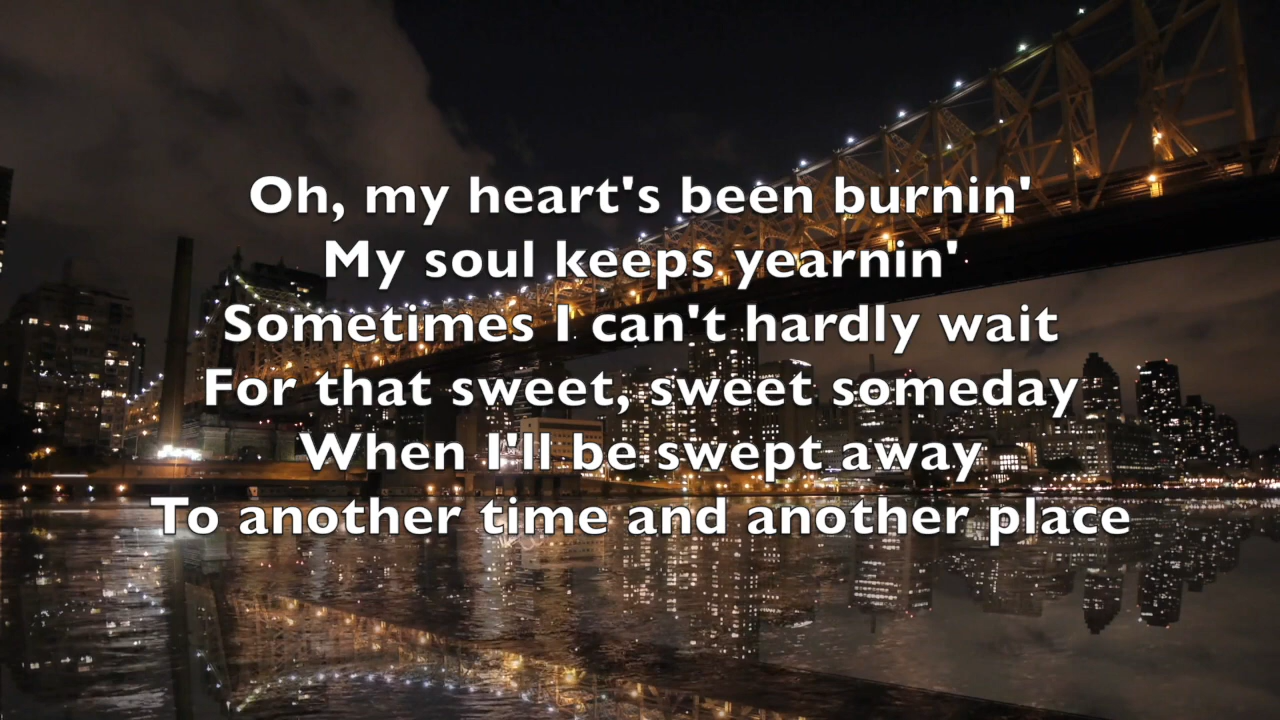 Oh, my heart's been burnin'
My soul keeps yearnin'
Sometimes I can't hardly wait
For that sweet, sweet someday
When I'll be swept away
To another time and another place